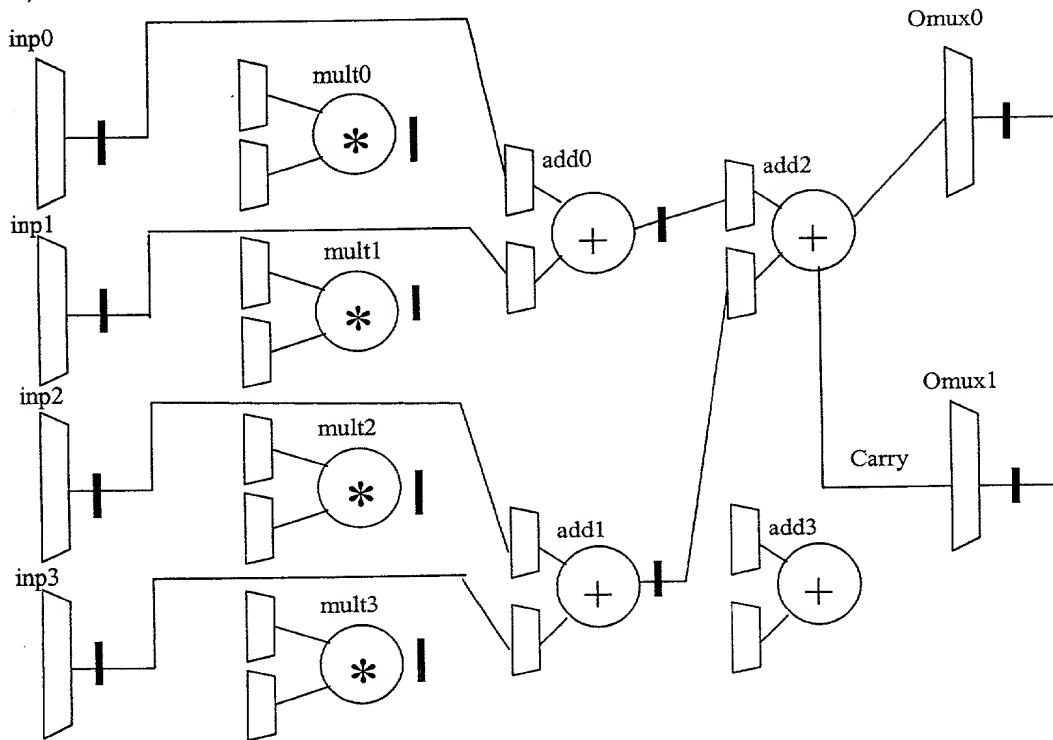 inp0
mult0
*
Omux0
add0
+
add2
+
inp1
mult1
*
inp2
mult2
*
Omux1
Carry
add1
+
add3
+
inp3
mult3
*